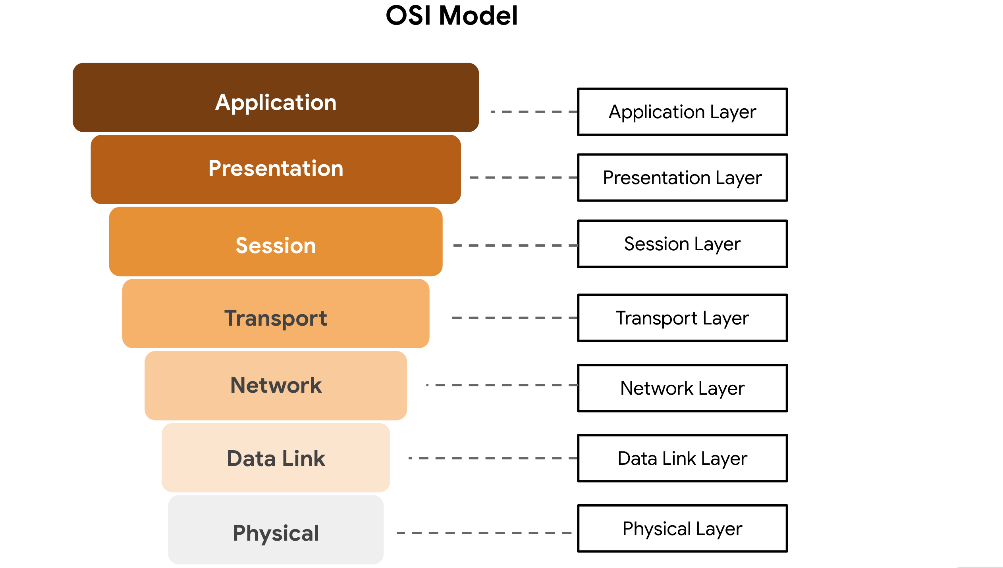 OSI Model
Application
Application Layer
Presentation
Presentation Layer
Session
Session Layer
Transport
Transport Layer
Network
Network Layer
Data Link
Data Link Layer
Physical
Physical Layer